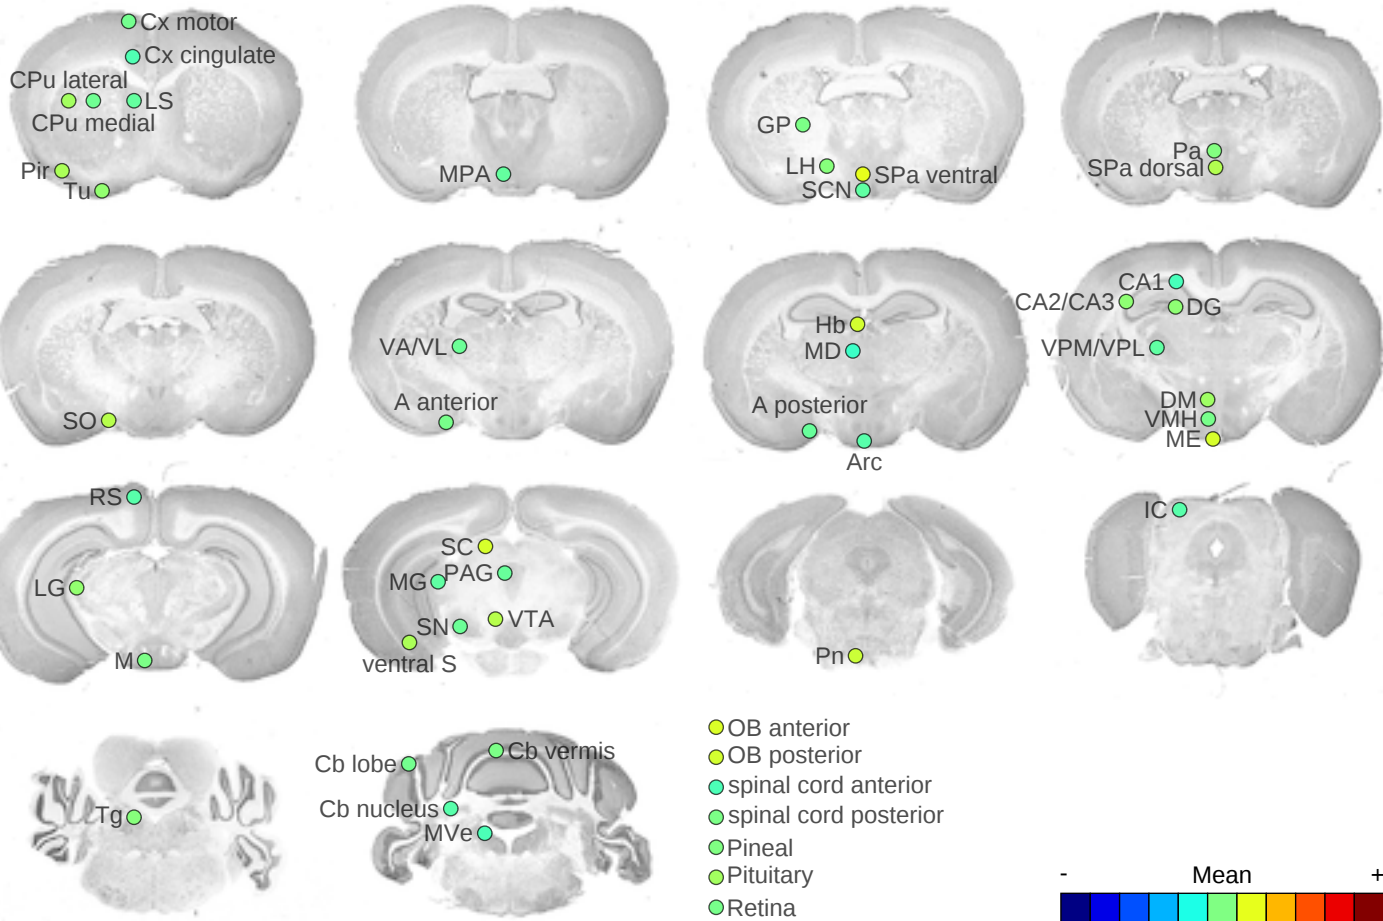 Cx motor
Cx cingulate
CPu lateral
LS
CPu medial
Pir
Tu
MPA
GP
LH
SPa ventral
SCN
Pa
SPa dorsal
SO
VA/VL
A anterior
Hb
MD
A posterior
Arc
CA1
CA2/CA3
DG
VPM/VPL
DM
VMH
ME
RS
LG
M
SC
PAG
MG
VTA
SN
ventral S
Pn
IC
Tg
Cb vermis
Cb lobe
Cb nucleus
MVe
OB anterior
OB posterior
spinal cord anterior
spinal cord posterior
Pineal
Pituitary
Retina
- Mean +